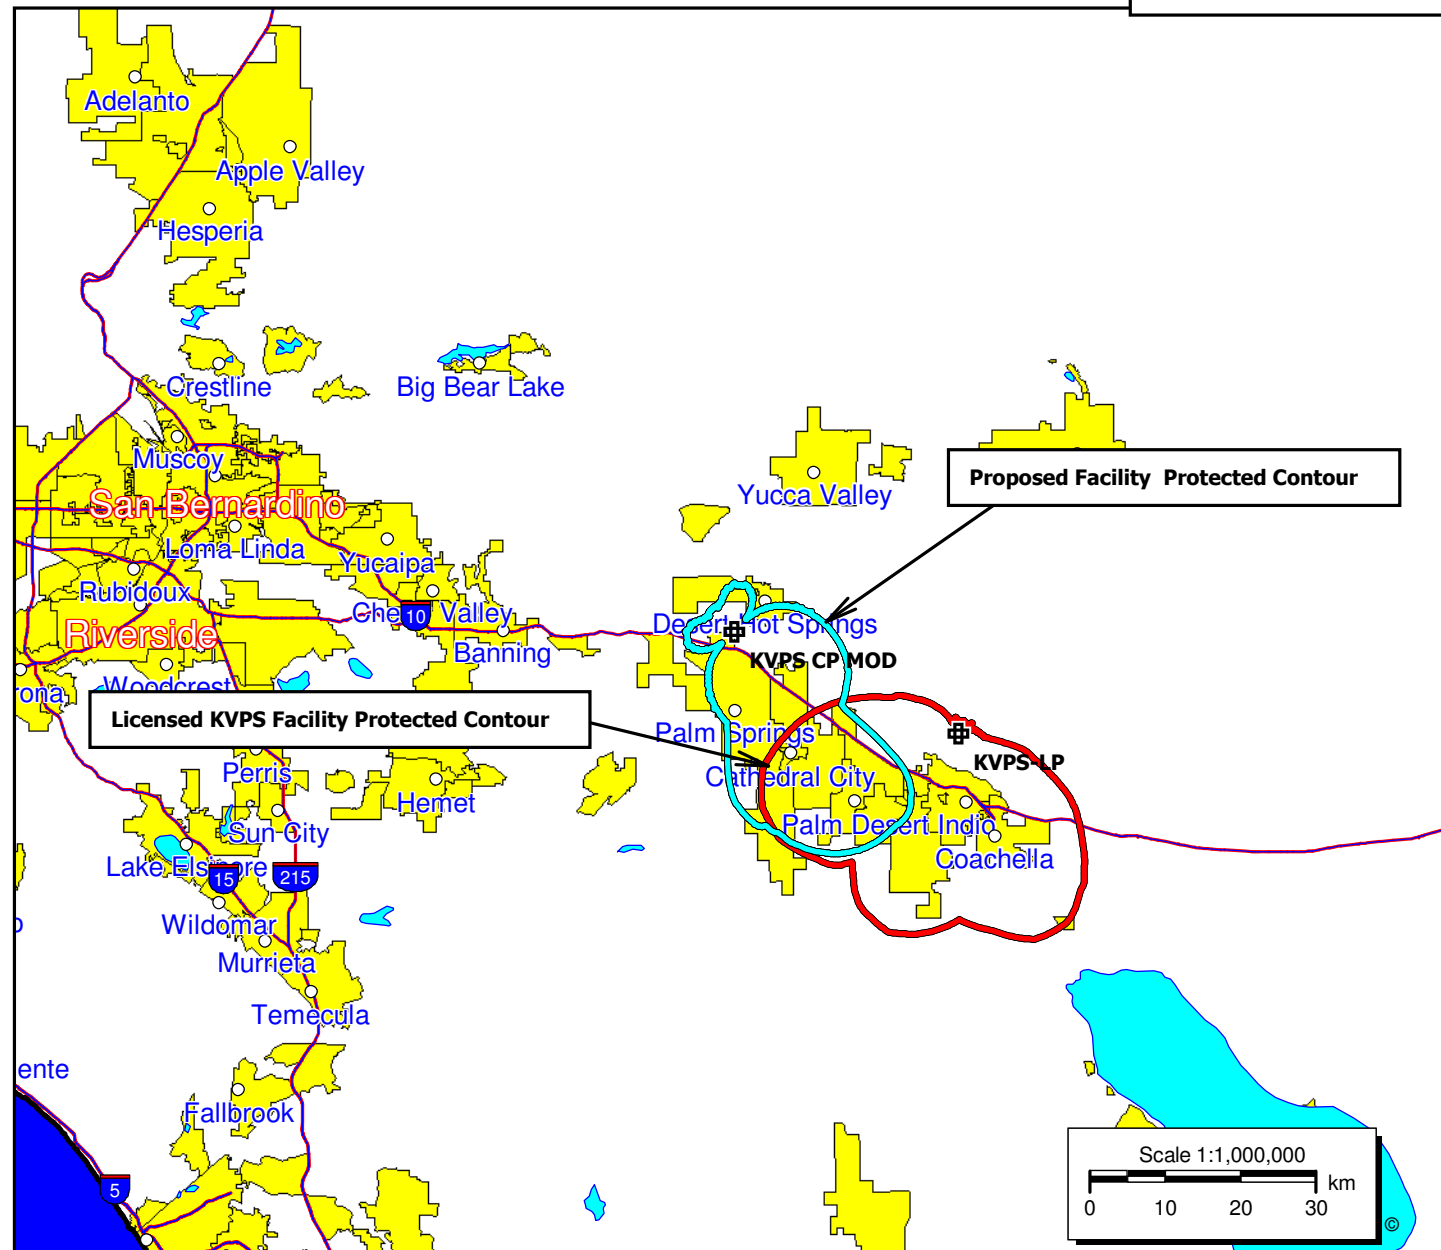 Adelanto
Apple Valley
Hesperia
Crestline
Big Bear Lake
Muscoy
Yucca Valley
Proposed Facility Protected Contour
San Bernardino
Loma Linda
Yucaipa
Rubidoux
Desert Hot Springs
10
Valley
Riverside
Banning
KVPS CP MOD
rona
Woodcrest
Licensed KVPS Facility Protected Contour
Palm Springs
KVPS-LP
Perris
Cathedral City
Hemet
Sun City
Palm Desert
Indio
Coachella
Lake Elsinore
15
215
Wildomar
Murrieta
Temecula
ente
Fallbrook
5
Scale 1:1,000,000
km
0 10 20 30
©